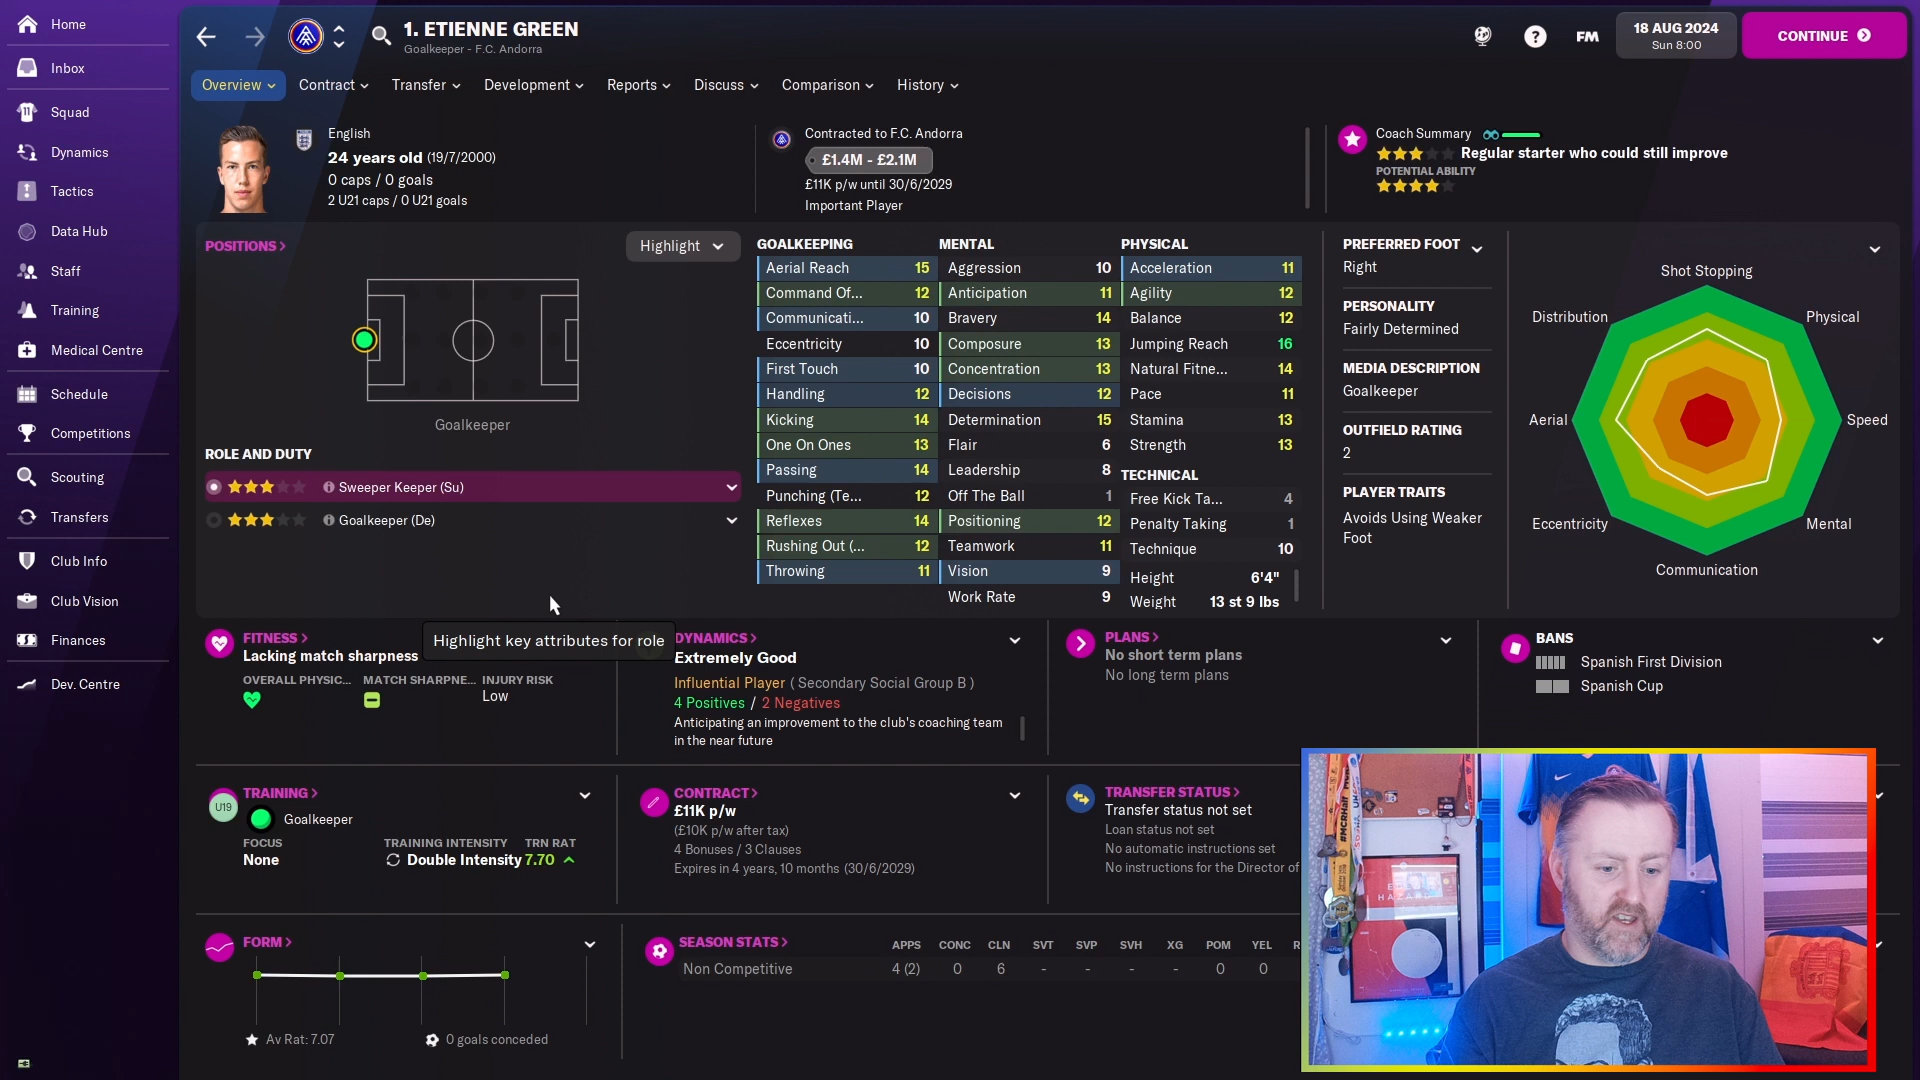 Home
Inbox
Squad
Dynamics
Tactics
Data Hub
Staff
Training
Medical Centre
Schedule
Competitions
Scouting
Transfers
Club Info
Club Vision
Finances
Dev. Centre
1. ETIENNE GREEN
Goalkeeper - F.C. Andorra
FM
18 AUG 2024
Sun 8:00
CONTINUE
Overview
Contract
Transfer
Development
Reports
Discuss
Comparison
History
English
24 years old (19/7/2000)
0 caps / 0 goals
2 U21 caps / 0 U21 goals
Contracted to F.C. Andorra
£1.4M - £2.1M
£11K p/w until 30/6/2029
Important Player
Coach Summary
Regular starter who could still improve
POTENTIAL ABILITY
POSITIONS >
Highlight
Goalkeeper
ROLE AND DUTY
Sweeper Keeper (Su)
Goalkeeper (De)
GOALKEEPING
Aerial Reach 15
Command Of... 12
Communicati... 10
Eccentricity 10
First Touch 10
Handling 12
Kicking 14
One On Ones 13
Passing 14
Punching (Te... 12
Reflexes 14
Rushing Out (... 12
Throwing 11
MENTAL
Aggression 10
Anticipation 11
Bravery 14
Composure 13
Concentration 13
Decisions 12
Determination 15
Flair 6
Leadership 8
Off The Ball 1
Positioning 12
Teamwork 11
Vision 9
Work Rate 9
PHYSICAL
Acceleration 11
Agility 12
Balance 12
Jumping Reach 16
Natural Fitne... 14
Pace 11
Stamina 13
Strength 13
TECHNICAL
Free Kick Ta... 4
Penalty Taking 1
Technique 10
Height 6'4"
Weight 13 st 9 lbs
PREFERRED FOOT
Right
PERSONALITY
Fairly Determined
MEDIA DESCRIPTION
Goalkeeper
OUTFIELD RATING
2
PLAYER TRAITS
Avoids Using Weaker
Foot
Shot Stopping
Physical
Speed
Mental
Communication
Eccentricity
Aerial
Distribution
FITNESS >
Lacking match sharpness
OVERALL PHYSIC...
MATCH SHARPNE...
INJURY RISK
Low
Highlight key attributes for role
DYNAMICS >
Extremely Good
Influential Player ( Secondary Social Group B )
4 Positives / 2 Negatives
Anticipating an improvement to the club's coaching team
in the near future
PLANS >
No short term plans
No long term plans
BANS
Spanish First Division
Spanish Cup
TRAINING >
U19
Goalkeeper
FOCUS
None
TRAINING INTENSITY
Double Intensity
TRN RAT
7.70
CONTRACT >
£11K p/w
(£10K p/w after tax)
4 Bonuses / 3 Clauses
Expires in 4 years, 10 months (30/6/2029)
TRANSFER STATUS >
Transfer status not set
Loan status not set
No automatic instructions set
No instructions for the Director of
FORM >
Av Rat: 7.07
0 goals conceded
SEASON STATS >
APPS CONC CLN SVT SVP SVH XG POM YEL R
Non Competitive 4 (2) 0 6 - - - - 0 0